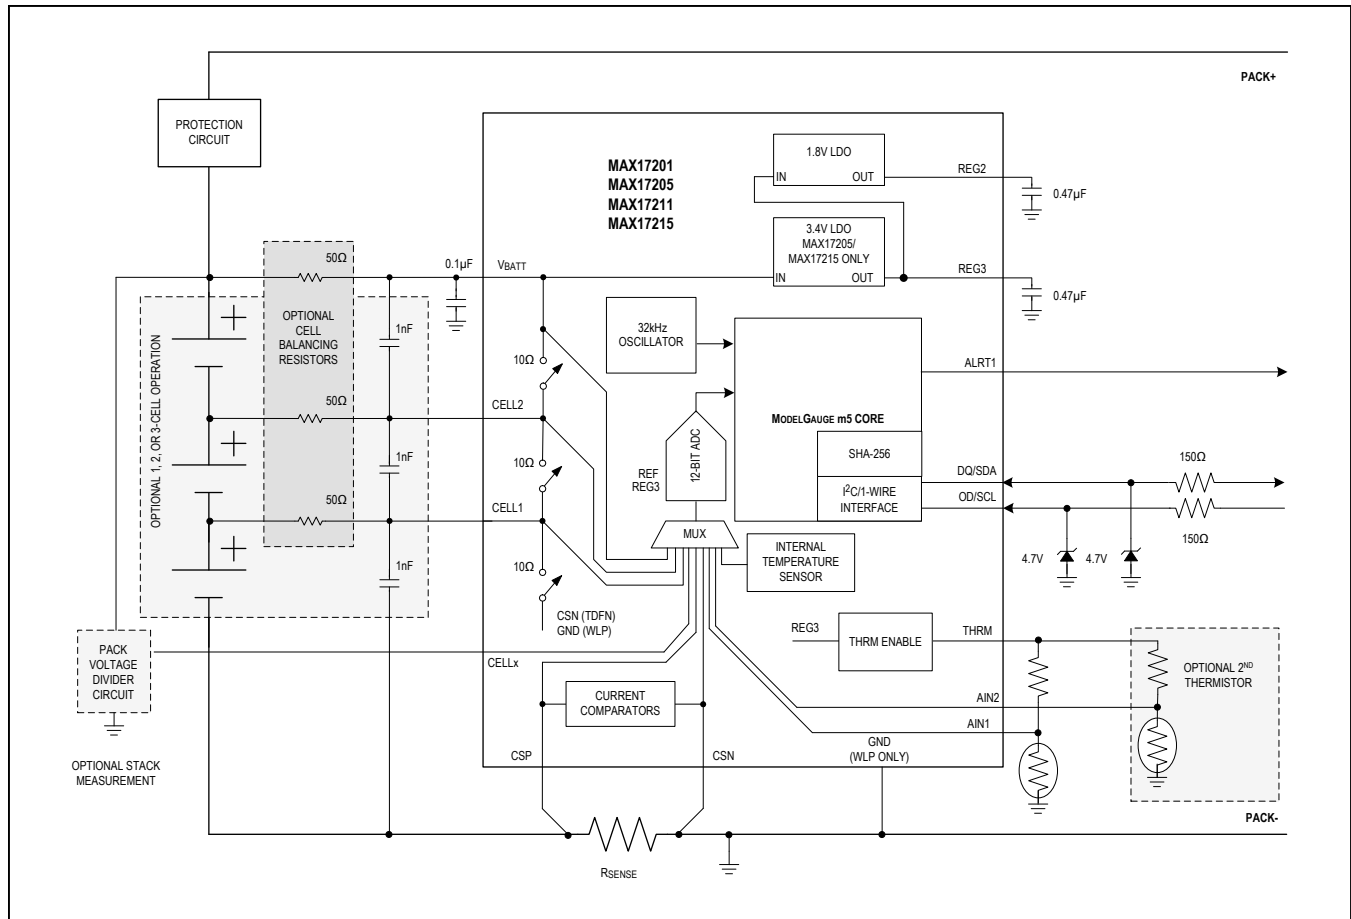 PACK+
PROTECTION
CIRCUIT
MAX17201
MAX17205
MAX17211
MAX17215
1.8V LDO
IN
OUT
REG2
0.47µF
3.4V LDO
MAX17205/
MAX17215 ONLY
IN
OUT
REG3
0.47µF
50Ω
0.1µF
VBATT
OPTIONAL 1, 2, OR 3-CELL OPERATION
OPTIONAL
CELL
BALANCING
RESISTORS
1nF
10Ω
32kHz
OSCILLATOR
ALRT1
50Ω
CELL2
MODELGAUGE m5 CORE
12-BIT ADC
SHA-256
REF
REG3
1nF
10Ω
I²C/1-WIRE
INTERFACE
DQ/SDA
150Ω
OD/SCL
150Ω
50Ω
CELL1
MUX
INTERNAL
TEMPERATURE
SENSOR
4.7V
4.7V
1nF
10Ω
CSN (TDFN)
GND (WLP)
REG3
THRM ENABLE
THRM
PACK
VOLTAGE
DIVIDER
CIRCUIT
CELLx
OPTIONAL 2ND
THERMISTOR
CURRENT
COMPARATORS
AIN2
AIN1
OPTIONAL STACK
MEASUREMENT
CSP
CSN
GND
(WLP ONLY)
PACK-
RSENSE